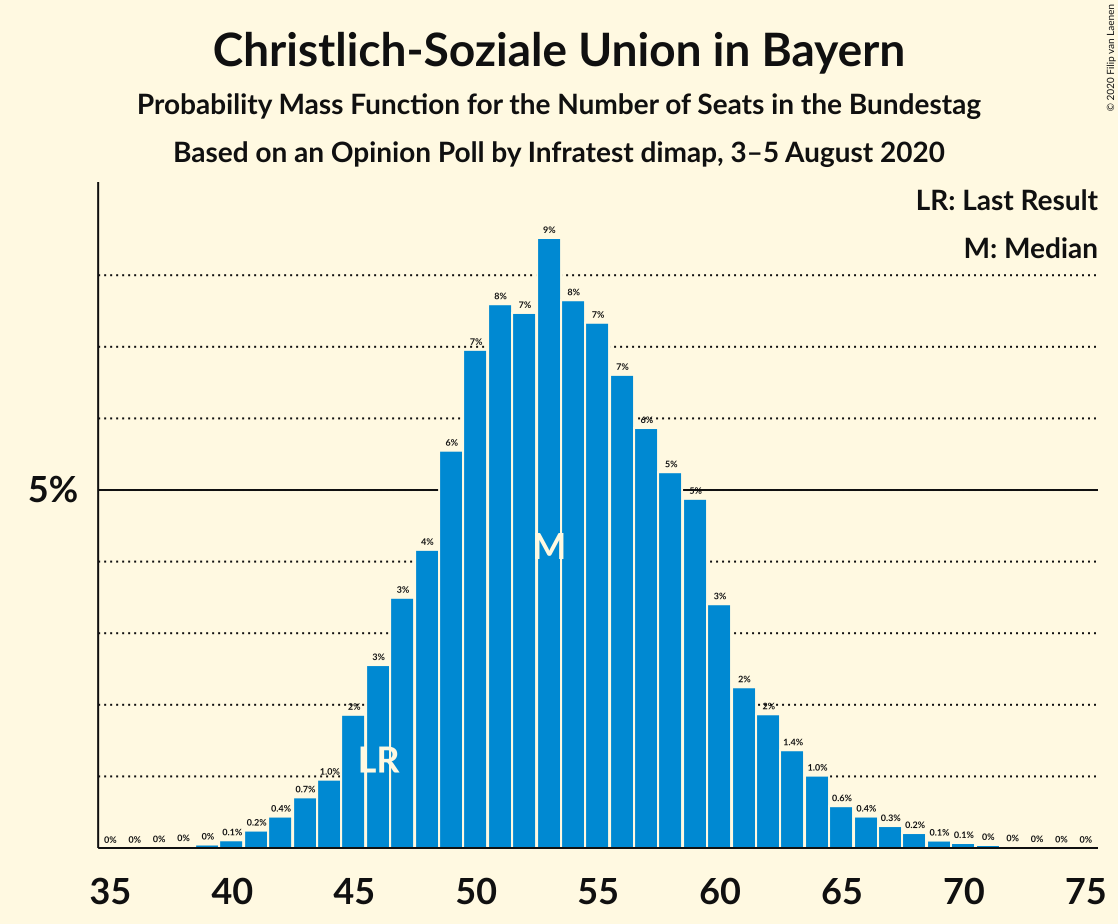 Christlich-Soziale Union in Bayern
Probability Mass Function for the Number of Seats in the Bundestag
Based on an Opinion Poll by Infratest dimap, 3–5 August 2020
© 2020 Filip van Laenen
LR: Last Result
M: Median
5%
0% 0% 0% 0% 0% 0.1% 0.2% 0.4% 0.7% 1.0% 2% 3% 3% 4% 6% 7% 8% 7% 9% 8% 7% 7% 6% 5% 5% 3% 2% 2% 1.4% 1.0% 0.6% 0.4% 0.3% 0.2% 0.1% 0.1% 0% 0% 0% 0% 0%
M
LR
35 40 45 50 55 60 65 70 75